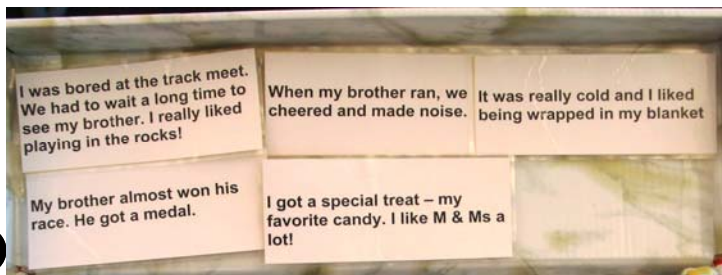 I was bored at the track meet.
We had to wait a long time to
see my brother. I really liked
playing in the rocks!
When my brother ran, we
cheered and made noise.
It was really cold and I liked
being wrapped in my blanket
My brother almost won his
race. He got a medal.
I got a special treat – my
favorite candy. I like M & Ms a
lot!